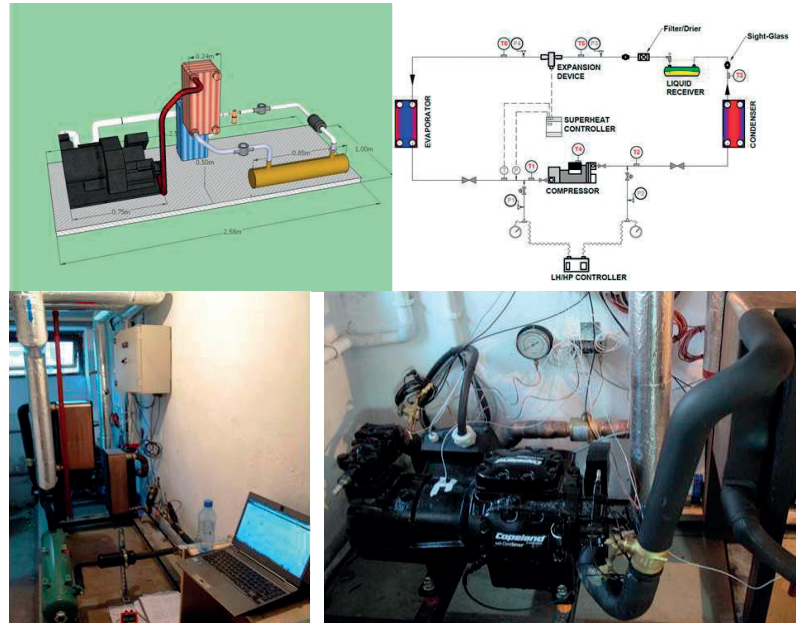 0.24m
0.50m
0.65m
1.00m
0.75m
2.58m
Filter/Drier
Sight-Glass
T6
P4
T5
P3
EXPANSION
DEVICE
LIQUID
RECEIVER
T3
EVAPORATOR
CONDENSER
SUPERHEAT
CONTROLLER
T
P
T1
T4
T2
COMPRESSOR
P1
P2
LH/HP CONTROLLER
Copeland